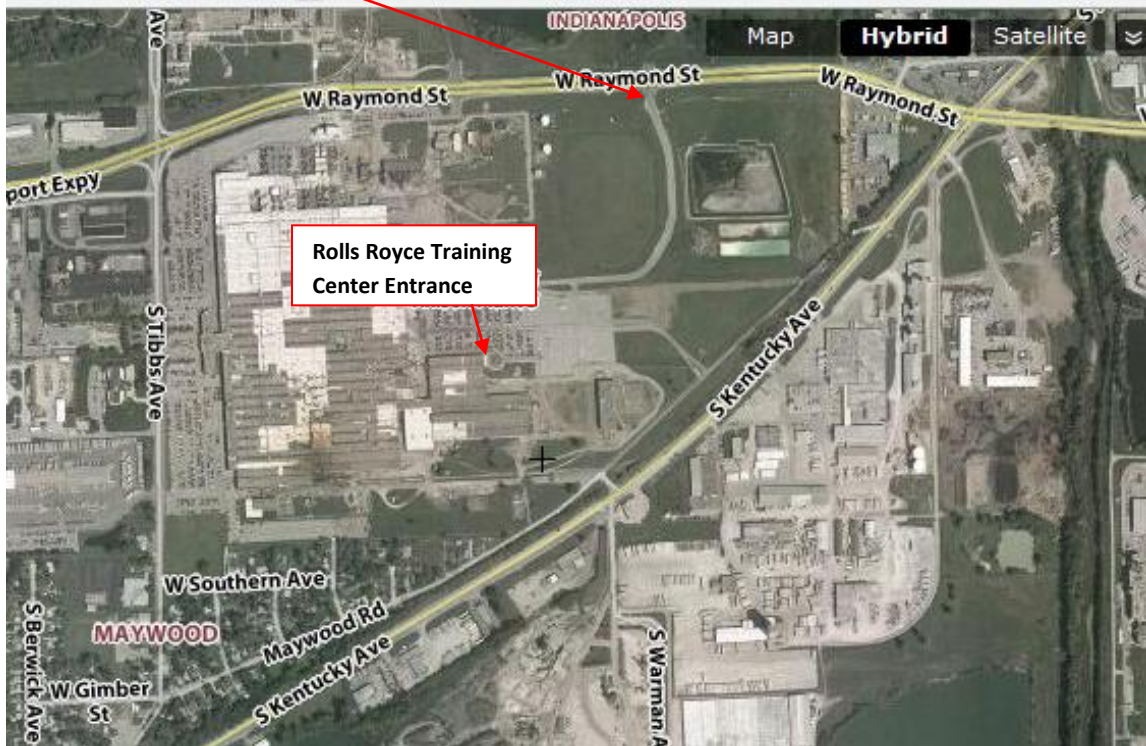 INDIANAPOLIS
Map
Hybrid
Satellite
Ave
W Raymond St
W Raymond St
W Raymond St
port Expy
Rolls Royce Training
Center Entrance
S Tibbs Ave
S Kentucky Ave
W Southern Ave
MAYWOOD
Maywood Rd
S Berwick Ave
W Gimber
St
S Kentucky Ave
S Warman A